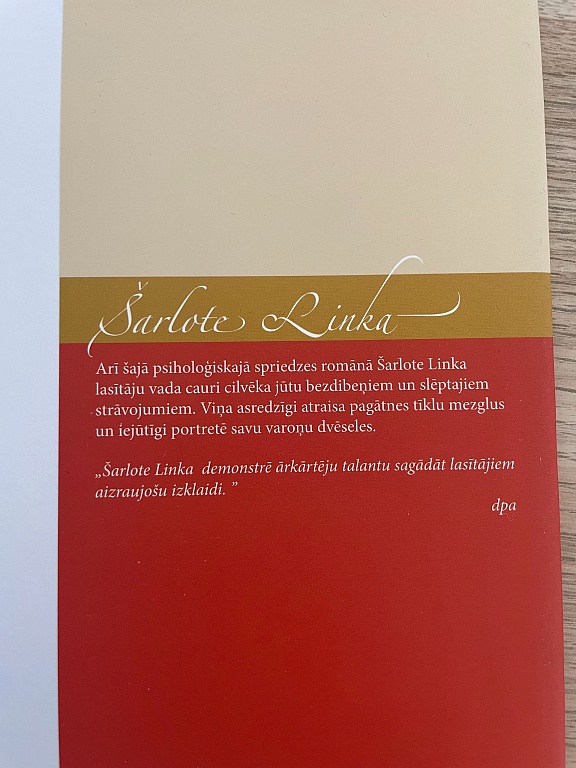 Šarlote Linka
Arī šajā psiholoģiskajā spriedzes romānā Šarlote Linka
lasītāju vada cauri cilvēka jūtu bezdibeņiem un slēptajiem
strāvojumiem. Viņa asredzīgi atraisa pagātnes tīklu mezglus
un iejūtīgi portretē savu varoņu dvēseles.
„Šarlote Linka demonstrē ārkārtēju talantu sagādāt lasītājiem
aizraujošu izklaidi. ”
dpa